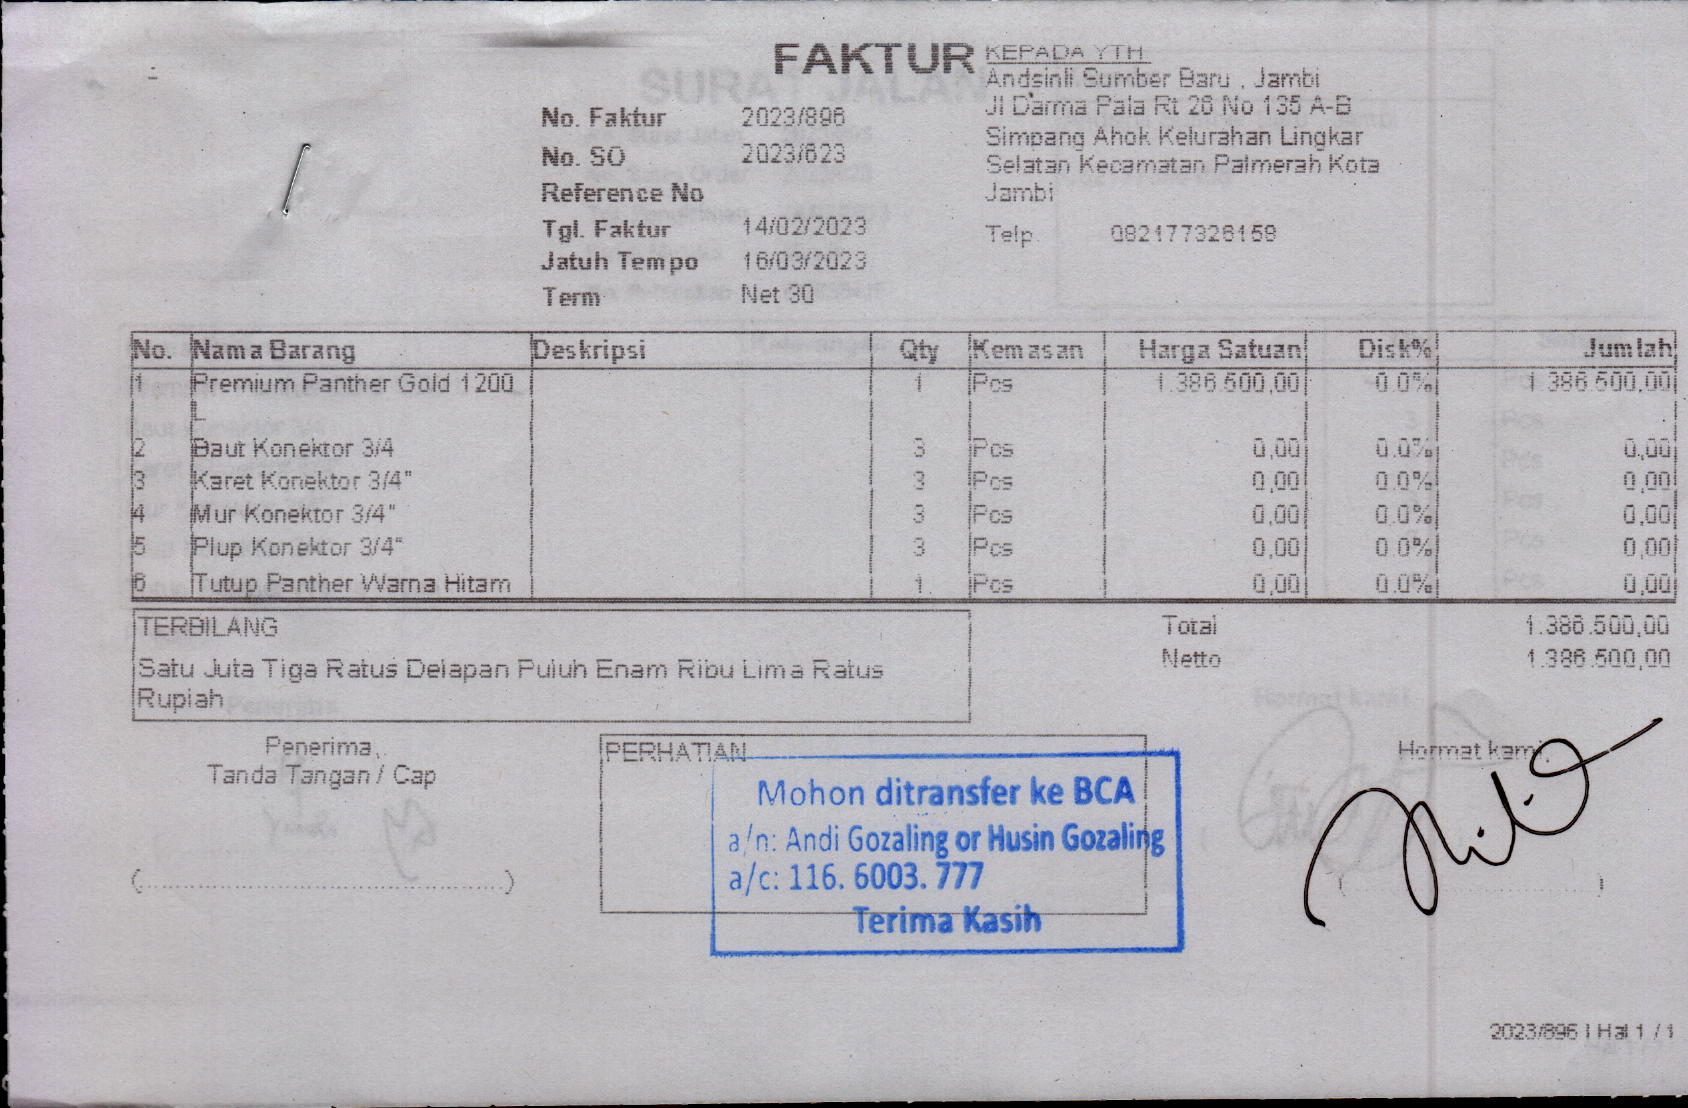 FAKTUR
KEPADA YTH
Andsinli Sumber Baru , Jambi
Jl Darma Pala Rt 26 No 135 A-B
Simpang Ahok Kelurahan Lingkar
Selatan Kecamatan Palmerah Kota
Jambi
Telp. 082177326159
No. Faktur 2023/896
No. SO 2023/623
Reference No
Tgl. Faktur 14/02/2023
Jatuh Tempo 16/03/2023
Term Net 30
No. Nama Barang Deskripsi Qty Kemasan Harga Satuan Disk% Jumlah
1 Premium Panther Gold 1200 1 Pcs 1.386.500,00 0.0% 1.386.500,00
L
2 Baut Konektor 3/4 3 Pcs 0,00 0.0% 0,00
3 Karet Konektor 3/4" 3 Pcs 0,00 0.0% 0,00
4 Mur Konektor 3/4" 3 Pcs 0,00 0.0% 0,00
5 Plup Konektor 3/4" 3 Pcs 0,00 0.0% 0,00
6 Tutup Panther Warna Hitam 1 Pcs 0,00 0.0% 0,00
TERBILANG
Satu Juta Tiga Ratus Delapan Puluh Enam Ribu Lima Ratus
Rupiah
Total 1.386.500,00
Netto 1.386.500,00
Penerima,
Tanda Tangan / Cap
(........................................)
PERHATIAN
Mohon ditransfer ke BCA
a/n: Andi Gozaling or Husin Gozaling
a/c: 116. 6003. 777
Terima Kasih
Hormat kami,
2023/896 | Hal 1 / 1